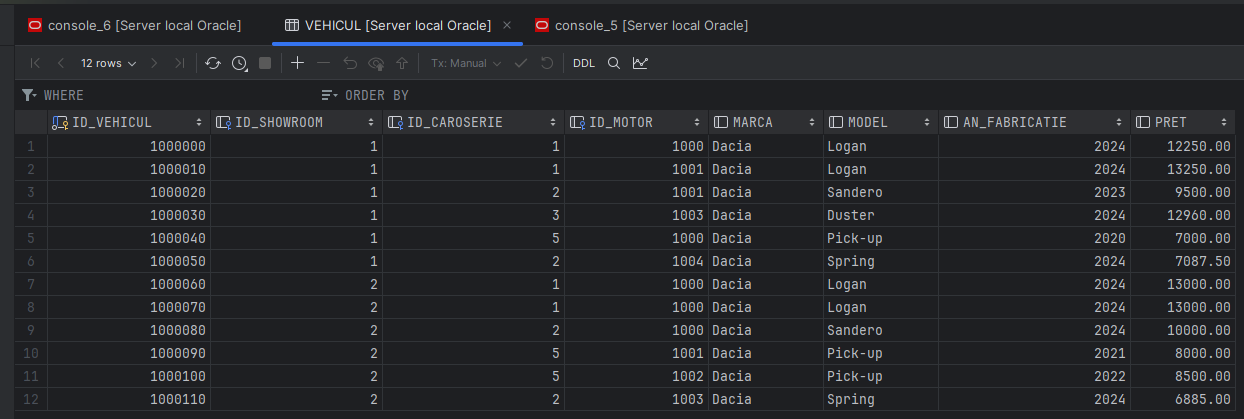 console_6 [Server local Oracle] VEHICUL [Server local Oracle] console_5 [Server local Oracle]
12 rows Tx: Manual DDL
WHERE ORDER BY
ID_VEHICUL ID_SHOWROOM ID_CAROSERIE ID_MOTOR MARCA MODEL AN_FABRICATIE PRET
1 1000000 1 1 1000 Dacia Logan 2024 12250.00
2 1000010 1 1 1001 Dacia Logan 2024 13250.00
3 1000020 1 2 1001 Dacia Sandero 2023 9500.00
4 1000030 1 3 1003 Dacia Duster 2024 12960.00
5 1000040 1 5 1000 Dacia Pick-up 2020 7000.00
6 1000050 1 2 1004 Dacia Spring 2024 7087.50
7 1000060 2 1 1000 Dacia Logan 2024 13000.00
8 1000070 2 1 1000 Dacia Logan 2024 13000.00
9 1000080 2 2 1000 Dacia Sandero 2024 10000.00
10 1000090 2 5 1001 Dacia Pick-up 2021 8000.00
11 1000100 2 5 1002 Dacia Pick-up 2022 8500.00
12 1000110 2 2 1003 Dacia Spring 2024 6885.00